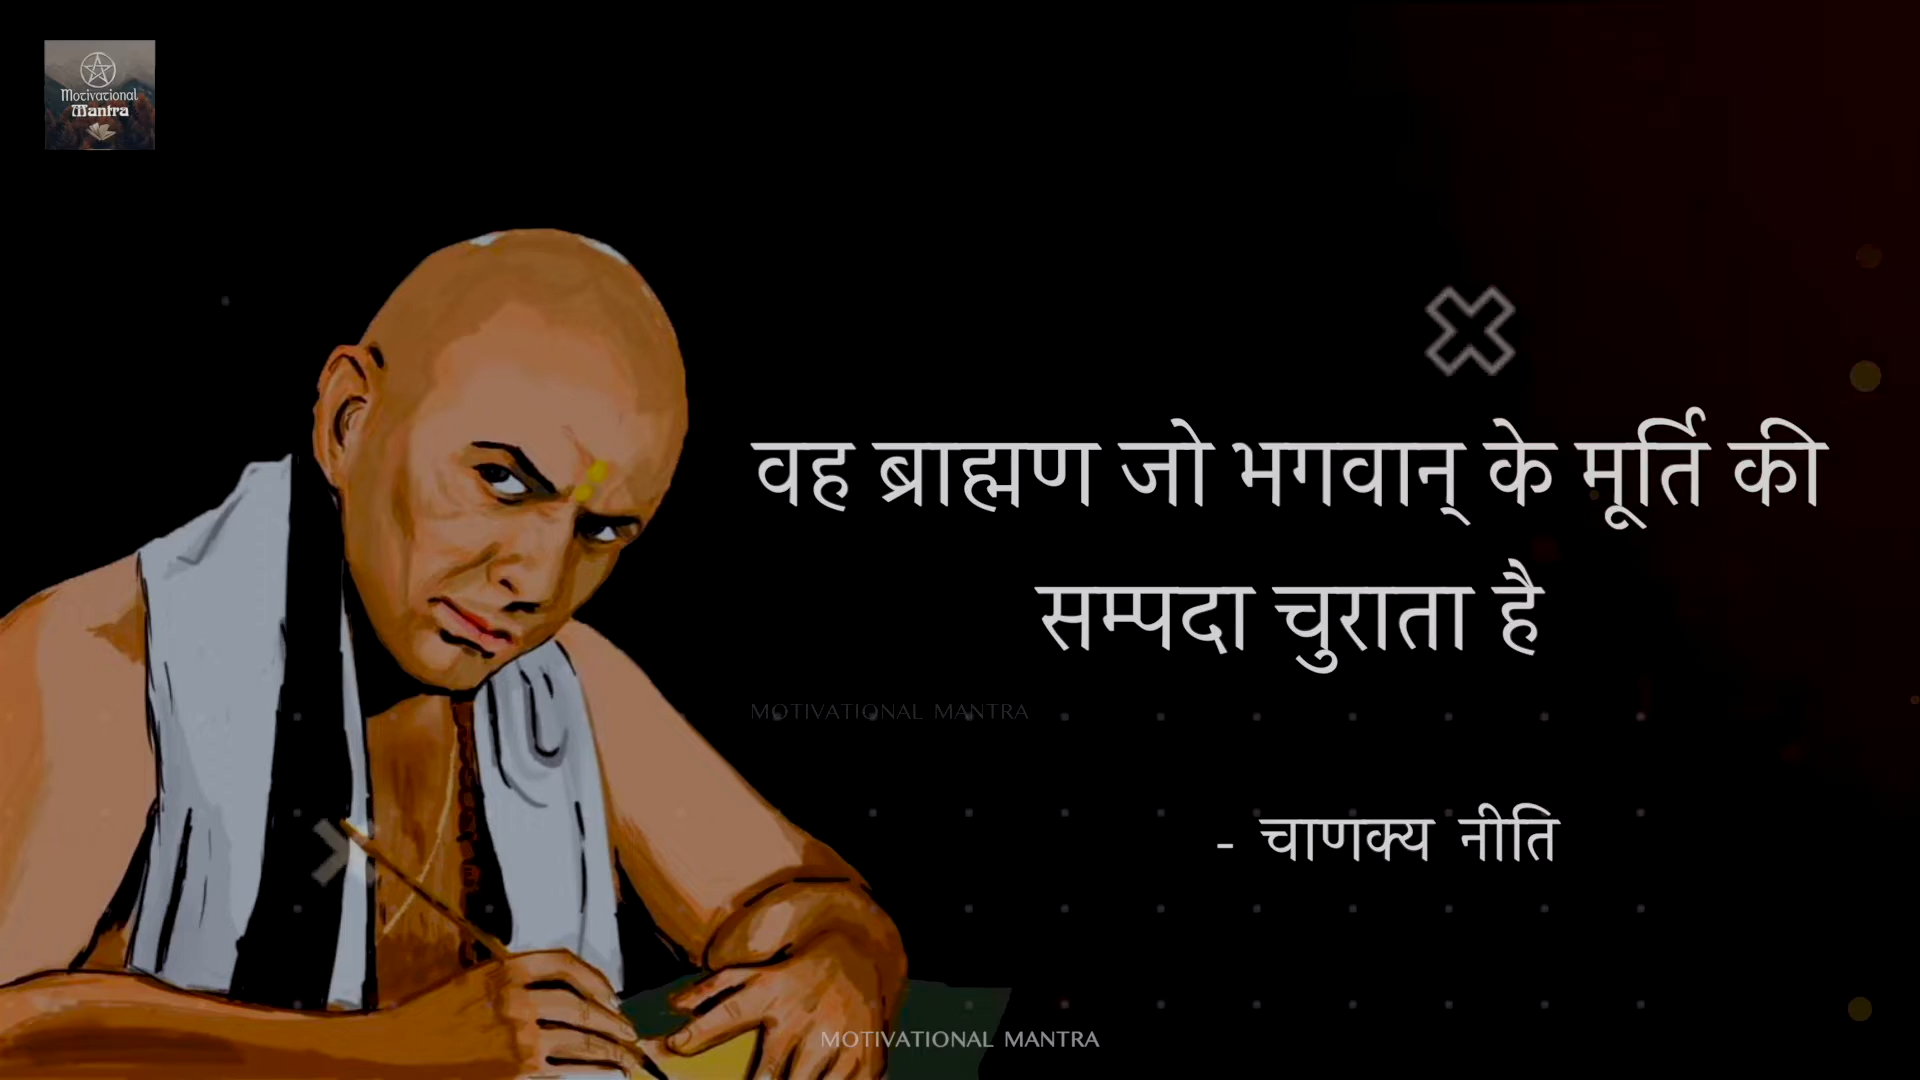 Motivational
Mantra
वह ब्राह्मण जो भगवान् के मूर्ति की
सम्पदा चुराता है
MOTIVATIONAL MANTRA
- चाणक्य नीति
MOTIVATIONAL MANTRA